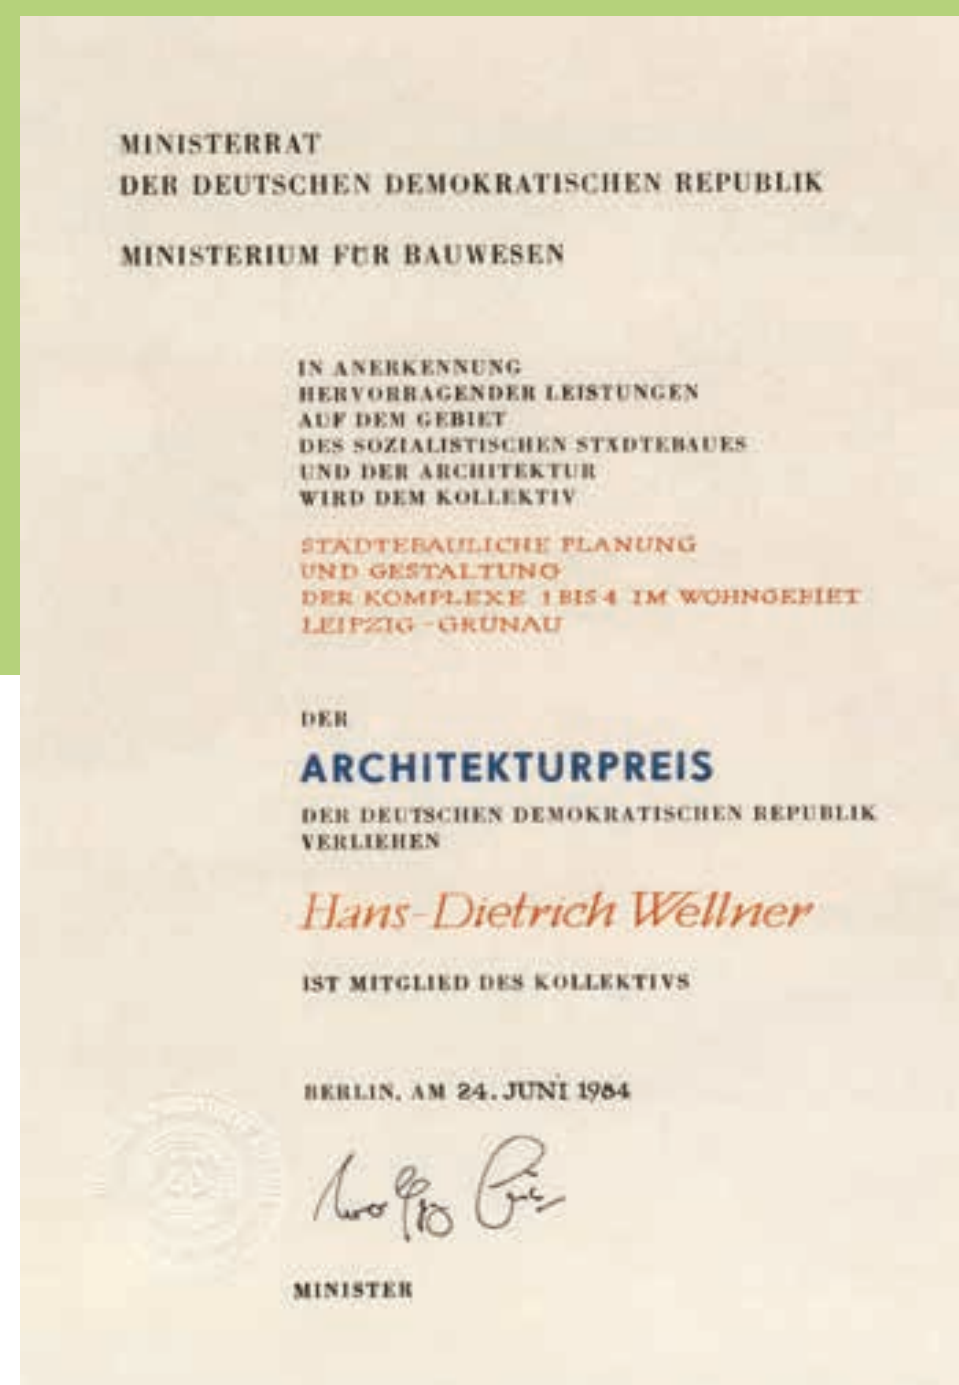 MINISTERRAT
DER DEUTSCHEN DEMOKRATISCHEN REPUBLIK
MINISTERIUM FÜR BAUWESEN
IN ANERKENNUNG
HERVORRAGENDER LEISTUNGEN
AUF DEM GEBIET
DES SOZIALISTISCHEN STÄDTEBAUES
UND DER ARCHITEKTUR
WIRD DEM KOLLEKTIV
STÄDTEBAULICHE PLANUNG
UND GESTALTUNG
DER KOMPLEXE 1 BIS 4 IM WOHNGEBIET
LEIPZIG - GRÜNAU
DER
ARCHITEKTURPREIS
DER DEUTSCHEN DEMOKRATISCHEN REPUBLIK
VERLIEHEN
Hans-Dietrich Wellner
IST MITGLIED DES KOLLEKTIVS
BERLIN, AM 24. JUNI 1984
MINISTER